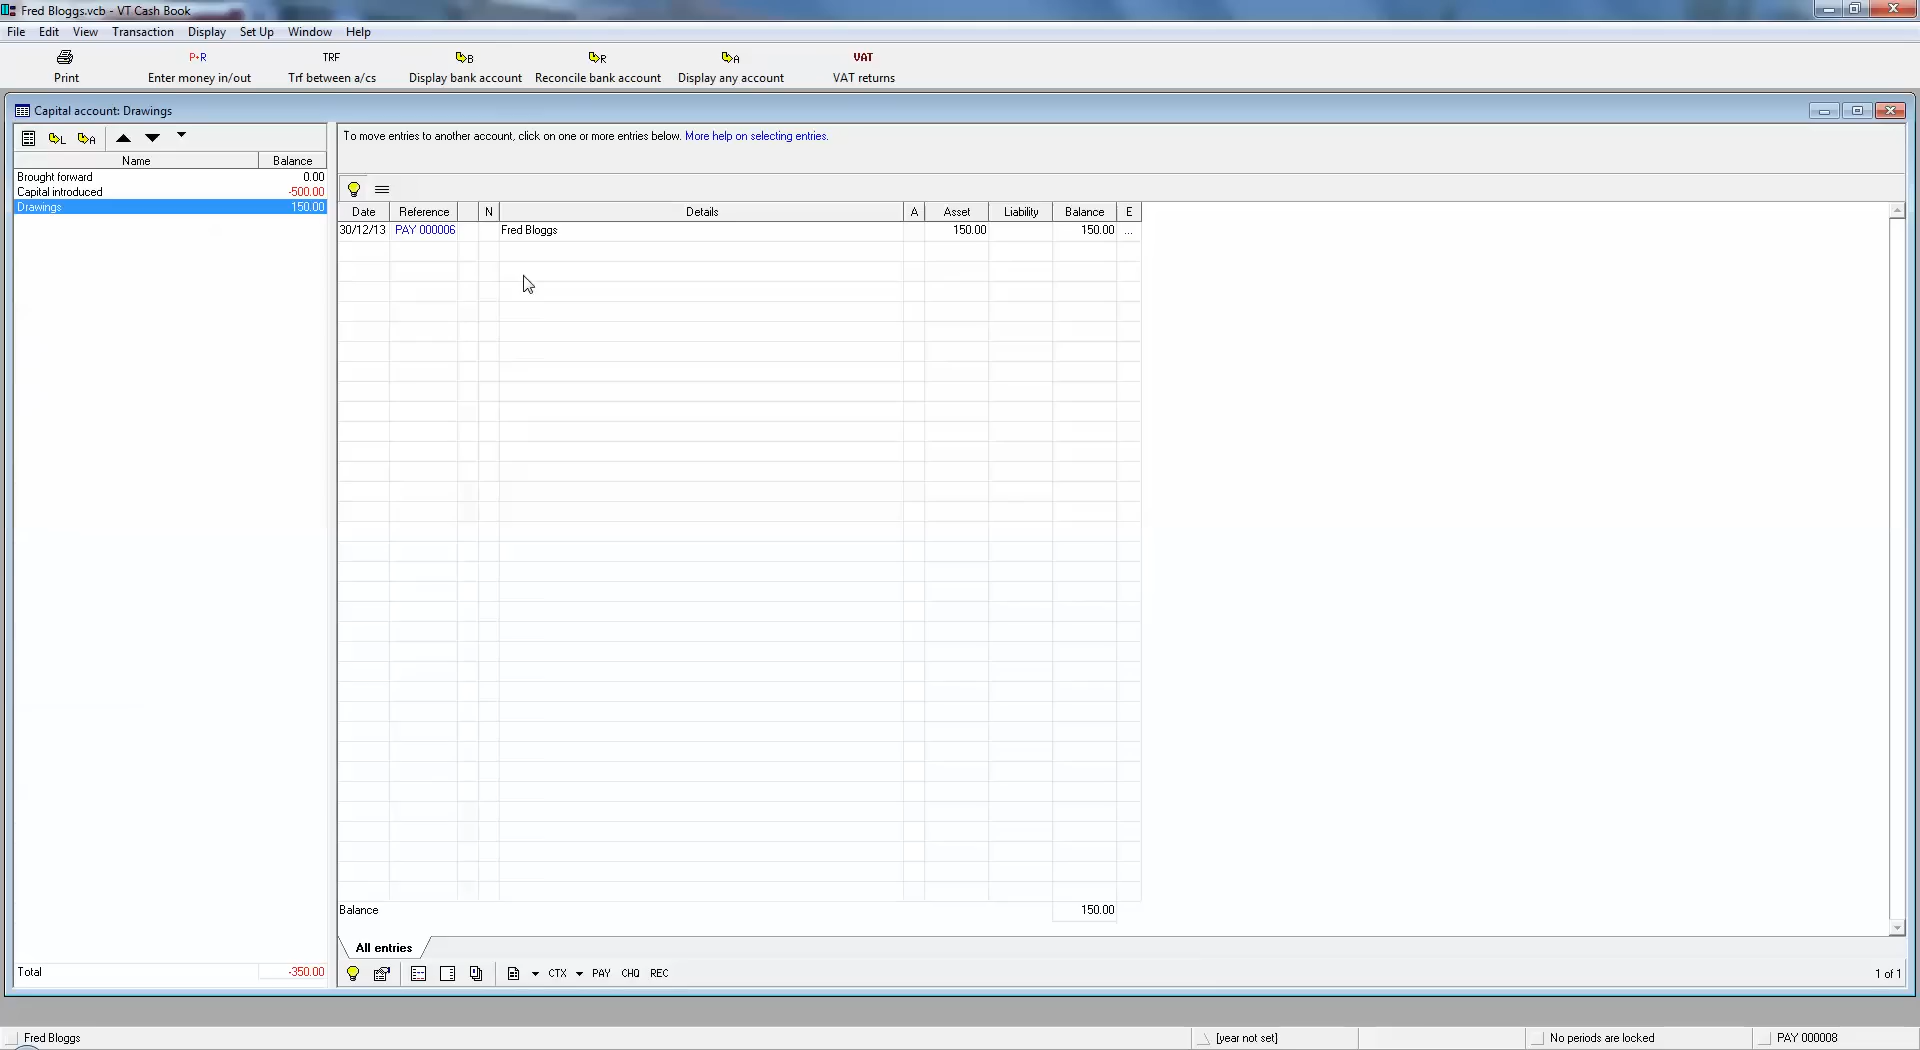 Fred Bloggs.vcb - VT Cash Book
File Edit View Transaction Display Set Up Window Help
P+R TRF B R A VAT
Print Enter money in/out Trf between a/cs Display bank account Reconcile bank account Display any account VAT returns
Capital account: Drawings
L A
To move entries to another account, click on one or more entries below. More help on selecting entries.
Name Balance
Brought forward 0.00
Capital introduced -500.00
Drawings 150.00
Date Reference N Details A Asset Liability Balance E
30/12/13 PAY 000006 Fred Bloggs 150.00 150.00 ...
Balance 150.00
All entries
Total -350.00
CTX PAY CHQ REC 1 of 1
Fred Bloggs [year not set] No periods are locked PAY 000008